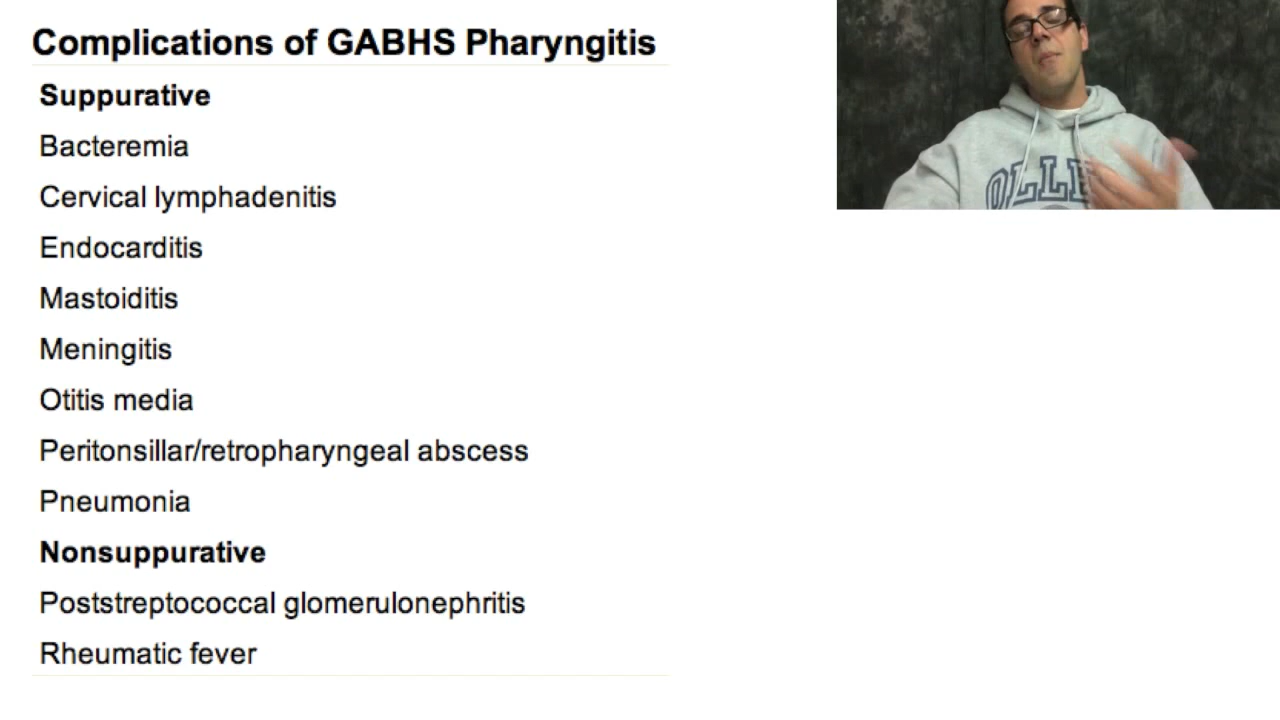 Complications of GABHS Pharyngitis
Suppurative
Bacteremia
Cervical lymphadenitis
Endocarditis
Mastoiditis
Meningitis
Otitis media
Peritonsillar/retropharyngeal abscess
Pneumonia
Nonsuppurative
Poststreptococcal glomerulonephritis
Rheumatic fever